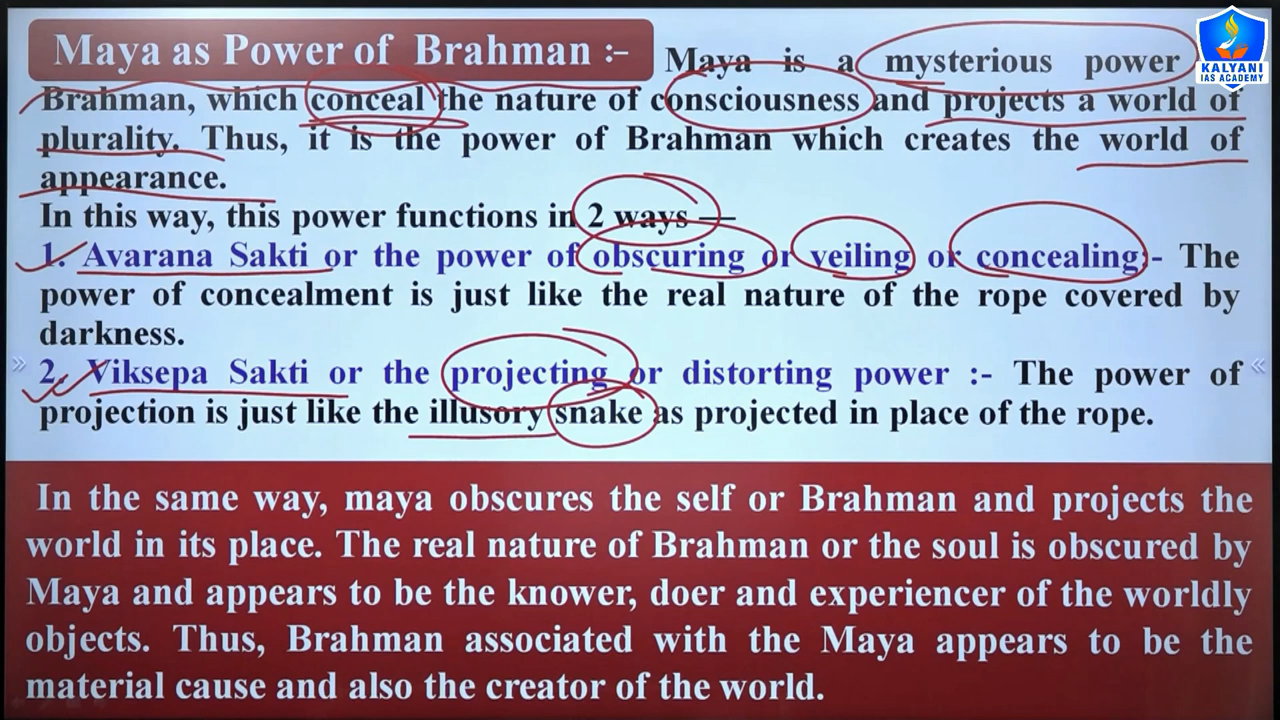 Maya as Power of Brahman :-
Maya is a mysterious power
Brahman, which conceal the nature of consciousness and projects a world of
plurality. Thus, it is the power of Brahman which creates the world of
appearance.
In this way, this power functions in 2 ways —
1. Avarana Sakti or the power of obscuring or veiling or concealing:- The
power of concealment is just like the real nature of the rope covered by
darkness.
2. Viksepa Sakti or the projecting or distorting power :- The power of
projection is just like the illusory snake as projected in place of the rope.
In the same way, maya obscures the self or Brahman and projects the
world in its place. The real nature of Brahman or the soul is obscured by
Maya and appears to be the knower, doer and experiencer of the worldly
objects. Thus, Brahman associated with the Maya appears to be the
material cause and also the creator of the world.
KALYANI
IAS ACADEMY